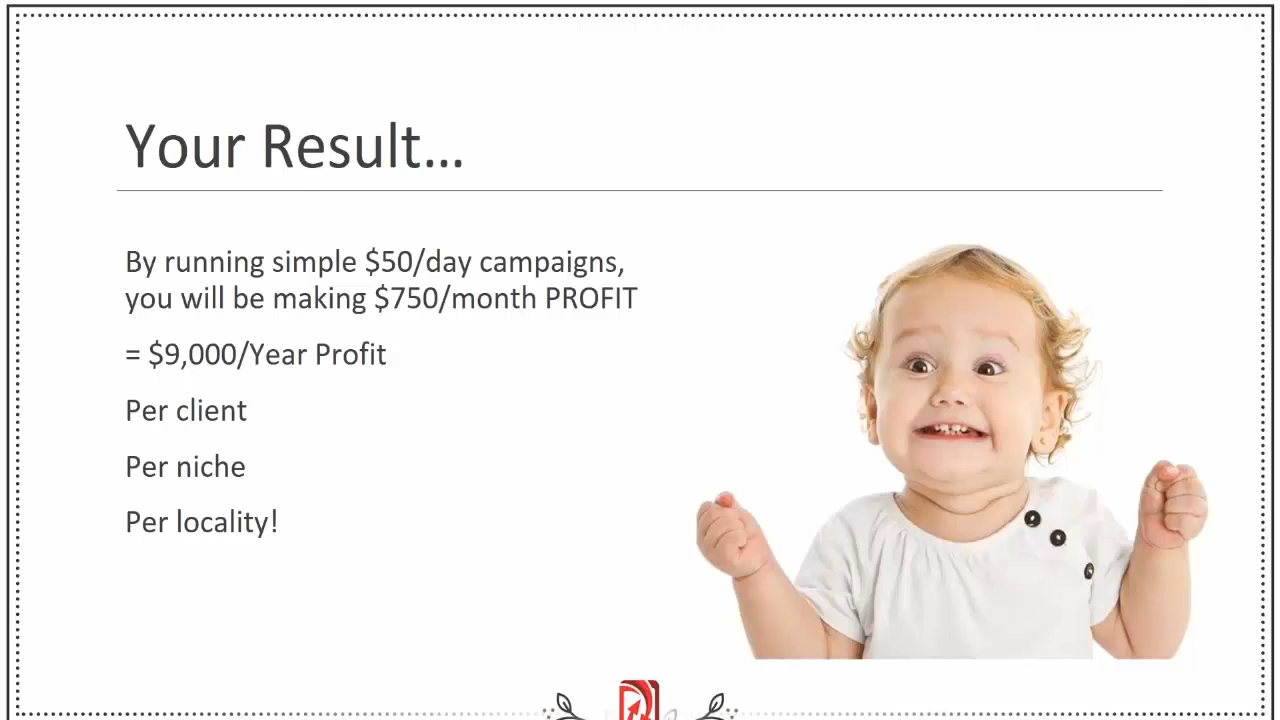 Your Result…
By running simple $50/day campaigns,
you will be making $750/month PROFIT
= $9,000/Year Profit
Per client
Per niche
Per locality!